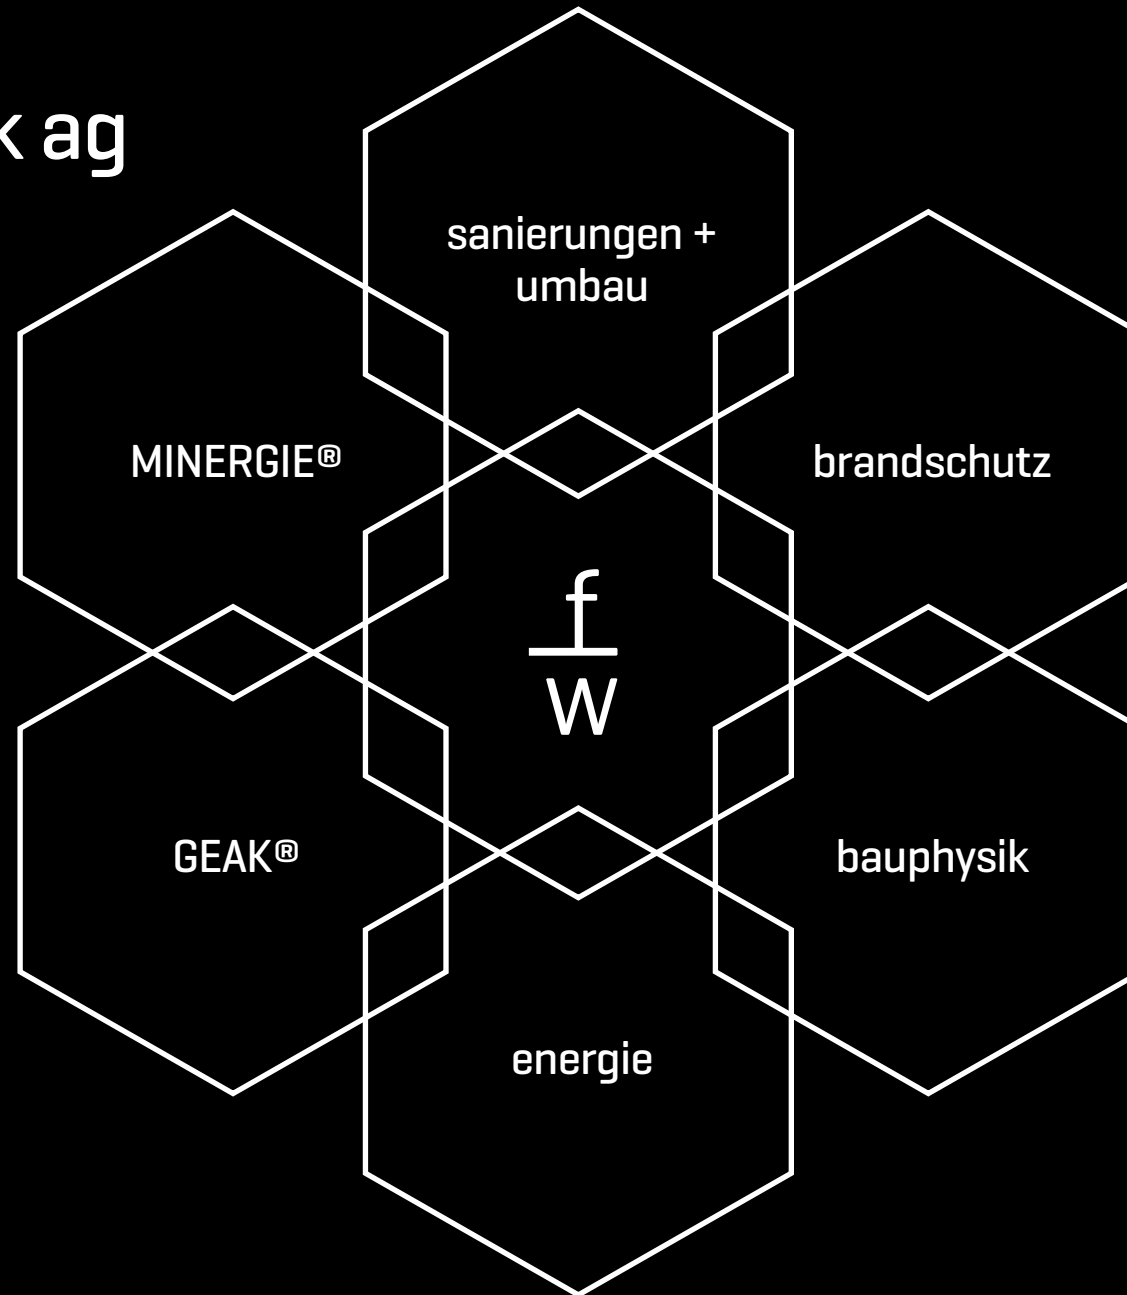 k ag
sanierungen +
umbau
MINERGIE®
brandschutz
f
w
GEAK®
bauphysik
energie